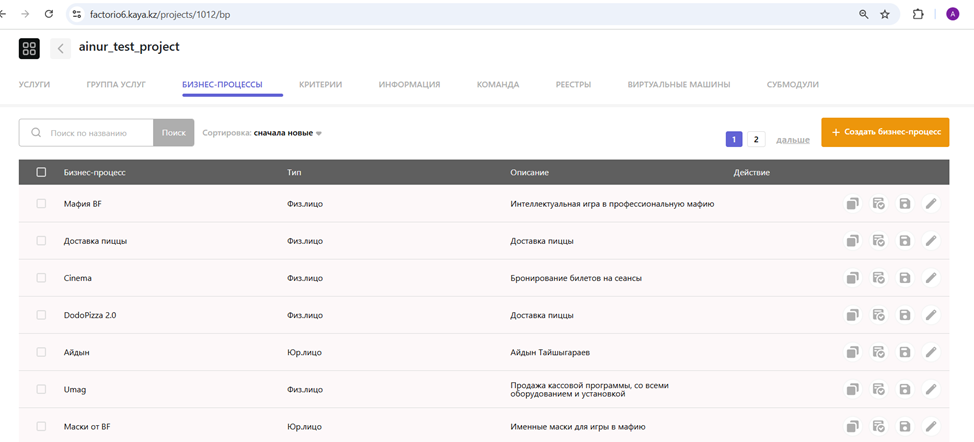 factorio6.kaya.kz/projects/1012/bp
A
ainur_test_project
УСЛУГИ ГРУППА УСЛУГ БИЗНЕС-ПРОЦЕССЫ КРИТЕРИИ ИНФОРМАЦИЯ КОМАНДА РЕЕСТРЫ ВИРТУАЛЬНЫЕ МАШИНЫ СУБМОДУЛИ
Поиск по названию Поиск Сортировка: сначала новые 1 2 дальше + Создать бизнес-процесс
Бизнес-процесс Тип Описание Действие
Мафия BF Физ.лицо Интеллектуальная игра в профессиональную мафию
Доставка пиццы Физ.лицо Доставка пиццы
Cinema Физ.лицо Бронирование билетов на сеансы
DodoPizza 2.0 Физ.лицо Доставка пиццы
Айдын Юр.лицо Айдын Тайшыгараев
Umag Физ.лицо Продажа кассовой программы, со всеми
оборудованием и установкой
Маски от BF Юр.лицо Именные маски для игры в мафию